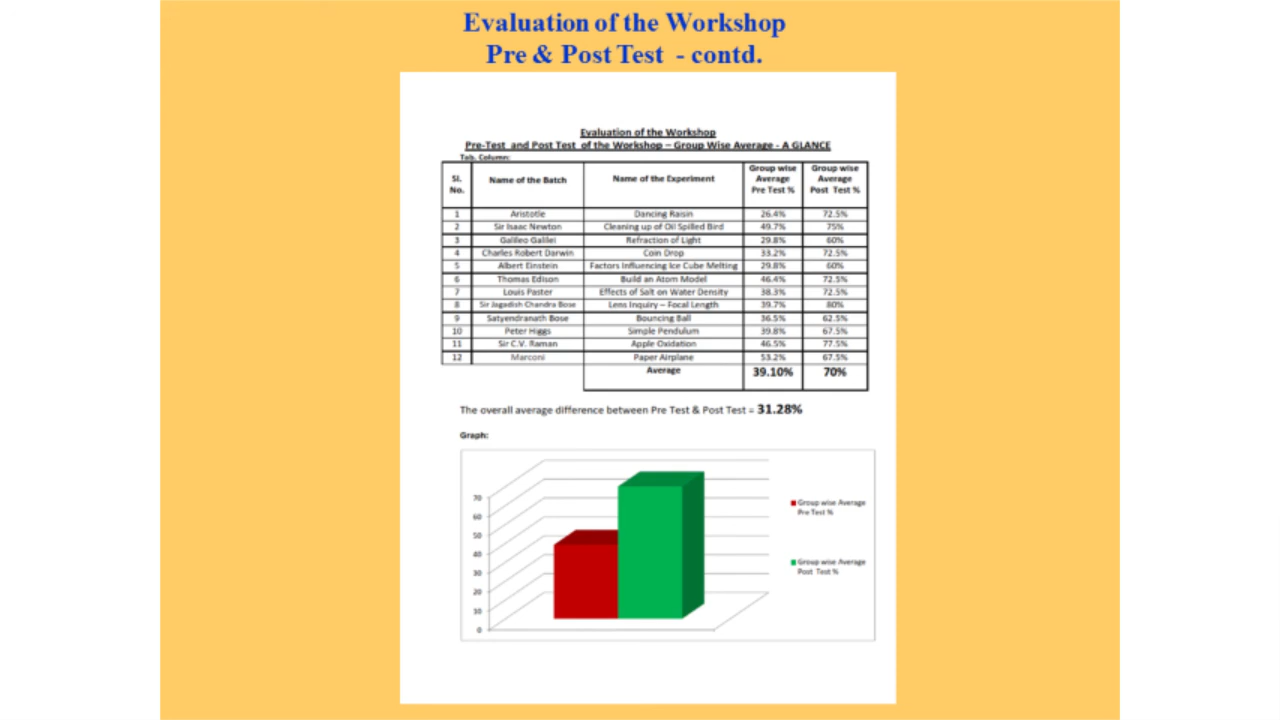 Evaluation of the Workshop
Pre & Post Test - contd.
Evaluation of the Workshop
Pre-Test and Post Test of the Workshop – Group Wise Average - A GLANCE
Tab. Column:
Sl. No. Name of the Batch Name of the Experiment Group wise Average Pre Test % Group wise Average Post Test %
1 Aristotle Dancing Raisin 26.4% 72.5%
2 Sir Isaac Newton Cleaning up of Oil Spilled Bird 49.7% 75%
3 Galileo Galilei Refraction of Light 29.8% 60%
4 Charles Robert Darwin Coin Drop 33.2% 72.5%
5 Albert Einstein Factors Influencing Ice Cube Melting 29.8% 60%
6 Thomas Edison Build an Atom Model 46.4% 72.5%
7 Louis Paster Effects of Salt on Water Density 38.3% 72.5%
8 Sir Jagadish Chandra Bose Lens Inquiry – Focal Length 39.7% 80%
9 Satyendranath Bose Bouncing Ball 36.5% 62.5%
10 Peter Higgs Simple Pendulum 39.8% 67.5%
11 Sir C.V. Raman Apple Oxidation 46.5% 77.5%
12 Marconi Paper Airplane 53.2% 67.5%
Average 39.10% 70%
The overall average difference between Pre Test & Post Test = 31.28%
Graph:
70
60
50
40
30
20
10
0
Group wise Average
Pre Test %
Group wise Average
Post Test %